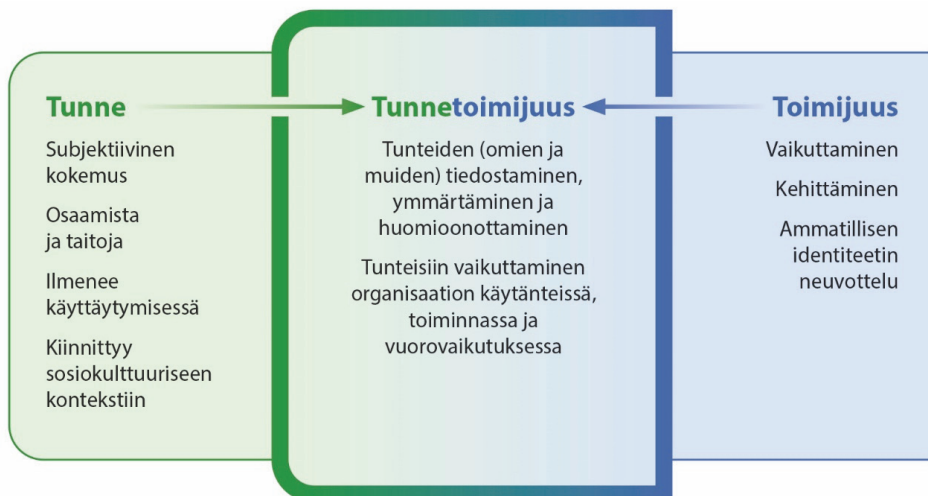 Tunne
Subjektiivinen
kokemus
Osaamista
ja taitoja
Ilmenee
käyttäytymisessä
Kiinnittyy
sosiokulttuuriseen
kontekstiin
Tunnetoimijuus
Tunteiden (omien ja
muiden) tiedostaminen,
ymmärtäminen ja
huomioonottaminen
Tunteisiin vaikuttaminen
organisaation käytänteissä,
toiminnassa ja
vuorovaikutuksessa
Toimijuus
Vaikuttaminen
Kehittäminen
Ammatillisen
identiteetin
neuvottelu